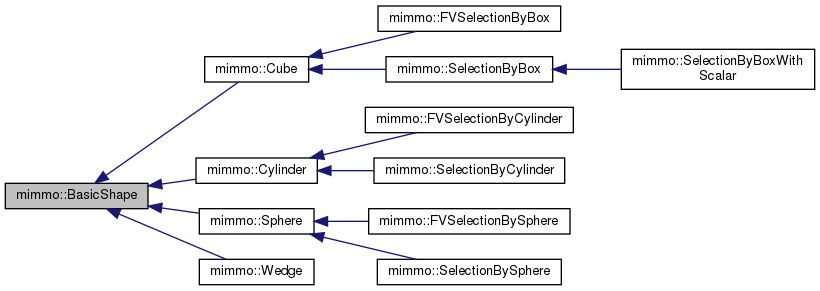 mimmo::FVSelectionByBox
mimmo::Cube
mimmo::SelectionByBox
mimmo::SelectionByBoxWith
Scalar
mimmo::FVSelectionByCylinder
mimmo::Cylinder
mimmo::SelectionByCylinder
mimmo::BasicShape
mimmo::Sphere
mimmo::FVSelectionBySphere
mimmo::Wedge
mimmo::SelectionBySphere